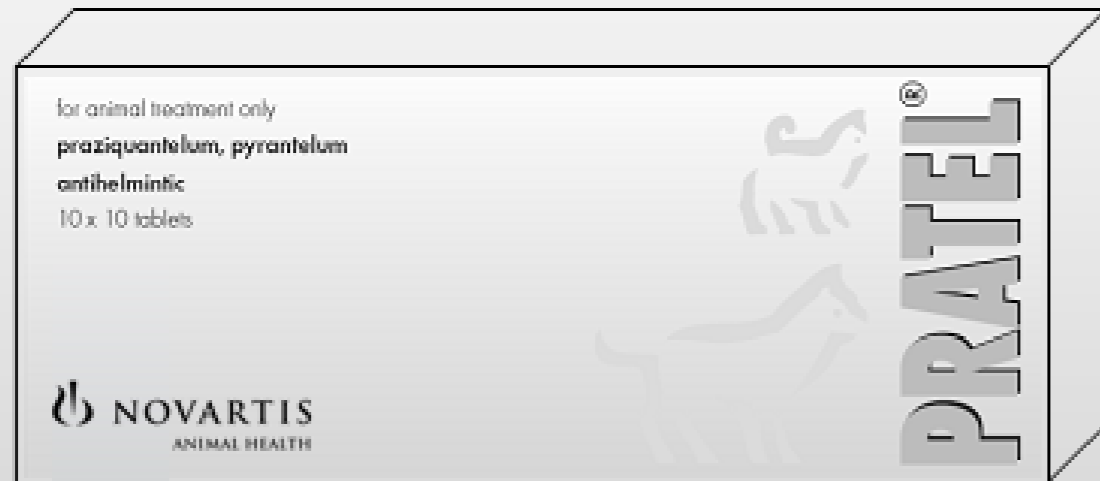 for animal treatment only
praziquantelum, pyrantelum
antihelmintic
10 x 10 tablets
NOVARTIS
ANIMAL HEALTH
PRATEL®